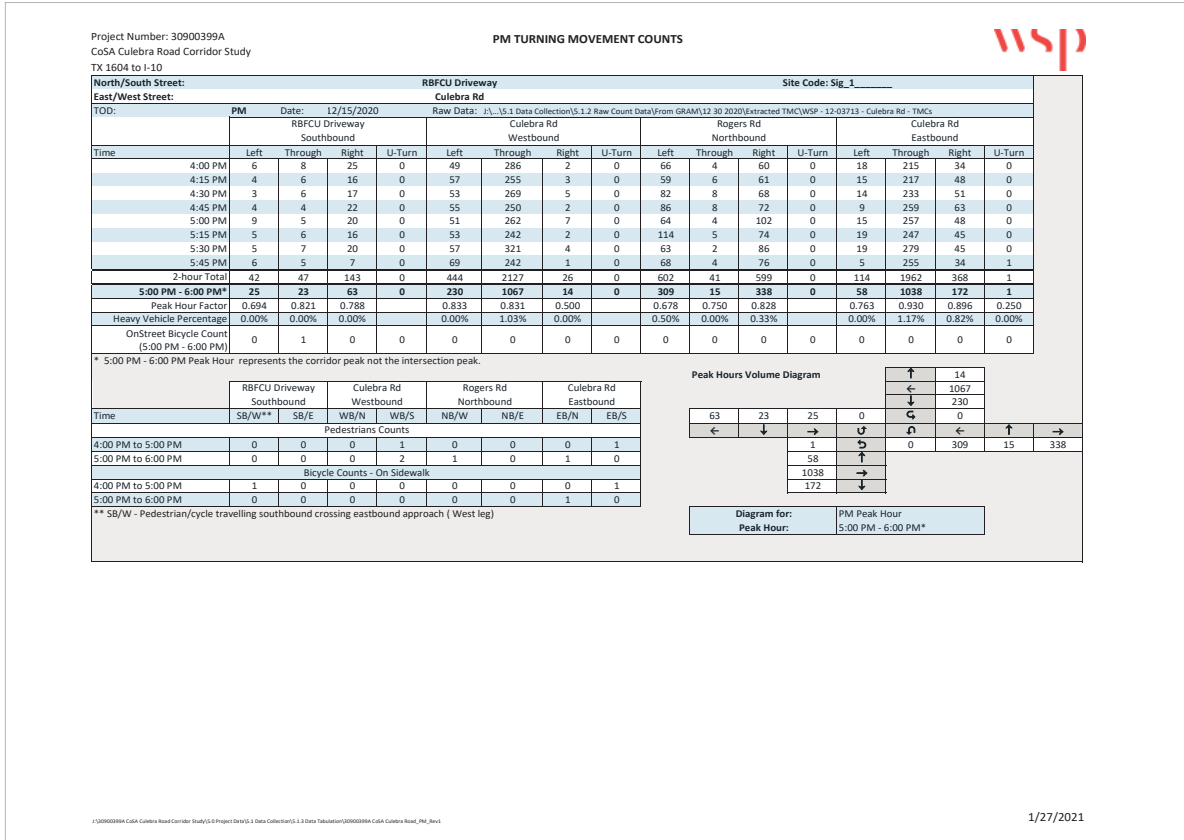 Project Number: 30900399A
CoSA Culebra Road Corridor Study
TX 1604 to I-10
PM TURNING MOVEMENT COUNTS
wsp
North/South Street: RBFCU Driveway Site Code: Sig_1_______
East/West Street: Culebra Rd
TOD: PM Date: 12/15/2020 Raw Data: J:\...\5.1 Data Collection\5.1.2 Raw Count Data\From GRAM\12 30 2020\Extracted TMC\WSP - 12-03713 - Culebra Rd - TMCs
RBFCU Driveway Culebra Rd Rogers Rd Culebra Rd
Southbound Westbound Northbound Eastbound
Time Left Through Right U-Turn Left Through Right U-Turn Left Through Right U-Turn Left Through Right U-Turn
4:00 PM 6 8 25 0 49 286 2 0 66 4 60 0 18 215 34 0
4:15 PM 4 6 16 0 57 255 3 0 59 6 61 0 15 217 48 0
4:30 PM 3 6 17 0 53 269 5 0 82 8 68 0 14 233 51 0
4:45 PM 4 4 22 0 55 250 2 0 86 8 72 0 9 259 63 0
5:00 PM 9 5 20 0 51 262 7 0 64 4 102 0 15 257 48 0
5:15 PM 5 6 16 0 53 242 2 0 114 5 74 0 19 247 45 0
5:30 PM 5 7 20 0 57 321 4 0 63 2 86 0 19 279 45 0
5:45 PM 6 5 7 0 69 242 1 0 68 4 76 0 5 255 34 1
2-hour Total 42 47 143 0 444 2127 26 0 602 41 599 0 114 1962 368 1
5:00 PM - 6:00 PM* 25 23 63 0 230 1067 14 0 309 15 338 0 58 1038 172 1
Peak Hour Factor 0.694 0.821 0.788 0.833 0.831 0.500 0.678 0.750 0.828 0.763 0.930 0.896 0.250
Heavy Vehicle Percentage 0.00% 0.00% 0.00% 0.00% 1.03% 0.00% 0.50% 0.00% 0.33% 0.00% 1.17% 0.82% 0.00%
OnStreet Bicycle Count
(5:00 PM - 6:00 PM) 0 1 0 0 0 0 0 0 0 0 0 0 0 0 0 0
* 5:00 PM - 6:00 PM Peak Hour represents the corridor peak not the intersection peak.
RBFCU Driveway Culebra Rd Rogers Rd Culebra Rd
Southbound Westbound Northbound Eastbound
Time SB/W** SB/E WB/N WB/S NB/W NB/E EB/N EB/S
Pedestrians Counts
4:00 PM to 5:00 PM 0 0 0 1 0 0 0 1
5:00 PM to 6:00 PM 0 0 0 2 1 0 1 0
Bicycle Counts - On Sidewalk
4:00 PM to 5:00 PM 1 0 0 0 0 0 0 1
5:00 PM to 6:00 PM 0 0 0 0 0 0 1 0
** SB/W - Pedestrian/cycle travelling southbound crossing eastbound approach ( West leg)
Peak Hours Volume Diagram
↑ 14
← 1067
↓ 230
63 23 25 0 ↪ 0
← ↓ → ↺ ↻ ← ↑ →
1 ↩ 0 309 15 338
58 ↑
1038 →
172 ↓
Diagram for: PM Peak Hour
Peak Hour: 5:00 PM - 6:00 PM*
J:\30900399A CoSA Culebra Road Corridor Study\5.0 Project Data\5.1 Data Collection\5.1.3 Data Tabulation\30900399A CoSA Culebra Road_PM_Rev1
1/27/2021